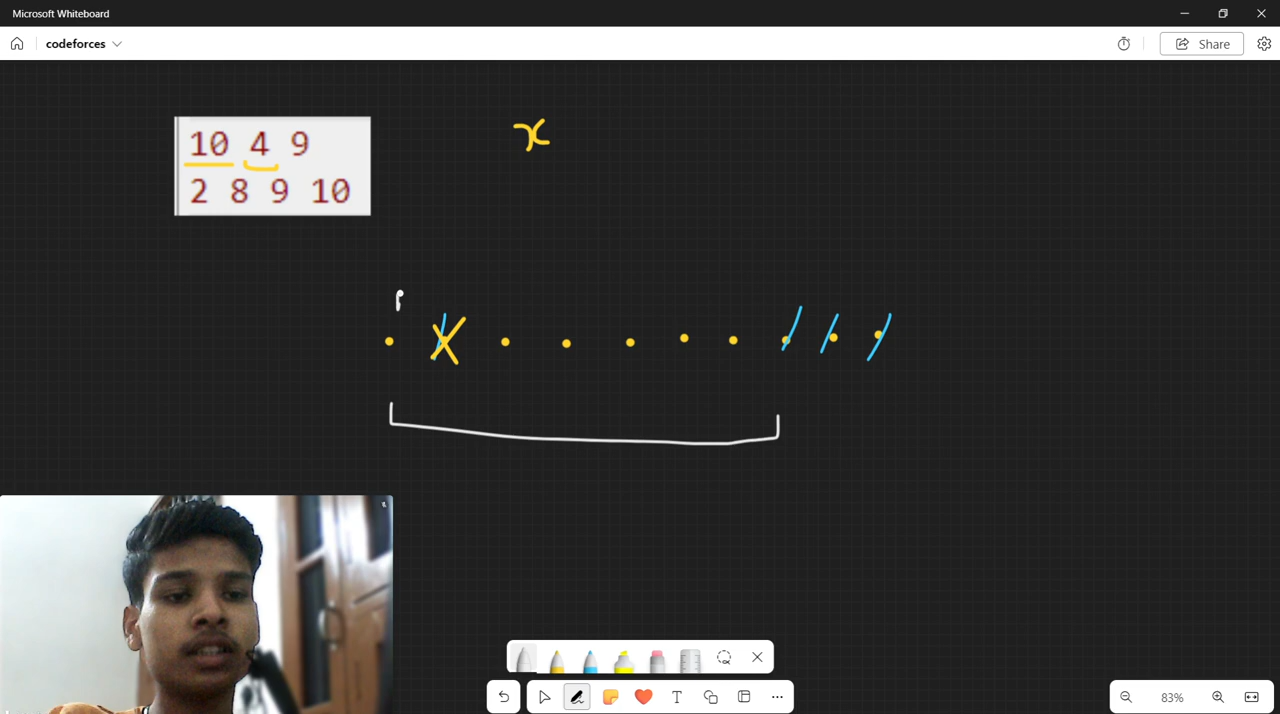 Microsoft Whiteboard
codeforces
Share
10 4 9
2 8 9 10
x
83%